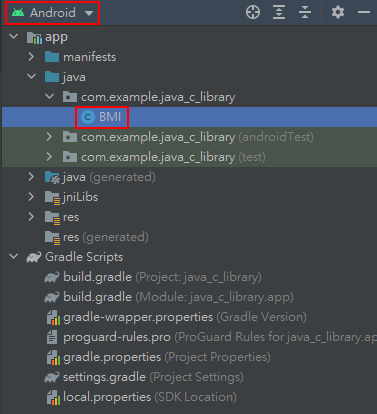 Android
app
manifests
java
com.example.java_c_library
BMI
com.example.java_c_library (androidTest)
com.example.java_c_library (test)
java (generated)
jniLibs
res
res (generated)
Gradle Scripts
build.gradle (Project: java_c_library)
build.gradle (Module: java_c_library.app)
gradle-wrapper.properties (Gradle Version)
proguard-rules.pro (ProGuard Rules for java_c_library.ap
gradle.properties (Project Properties)
settings.gradle (Project Settings)
local.properties (SDK Location)